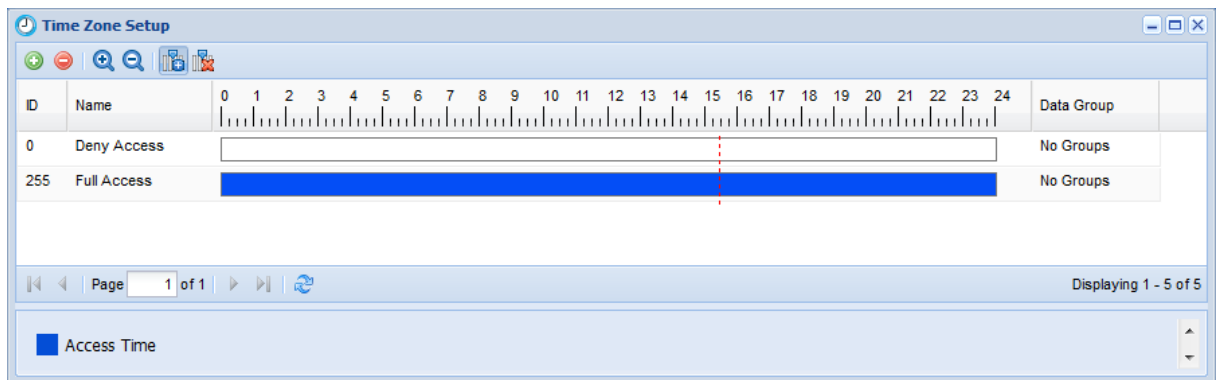 Time Zone Setup
ID Name 0 1 2 3 4 5 6 7 8 9 10 11 12 13 14 15 16 17 18 19 20 21 22 23 24 Data Group
0 Deny Access No Groups
255 Full Access No Groups
Page 1 of 1 Displaying 1 - 5 of 5
Access Time